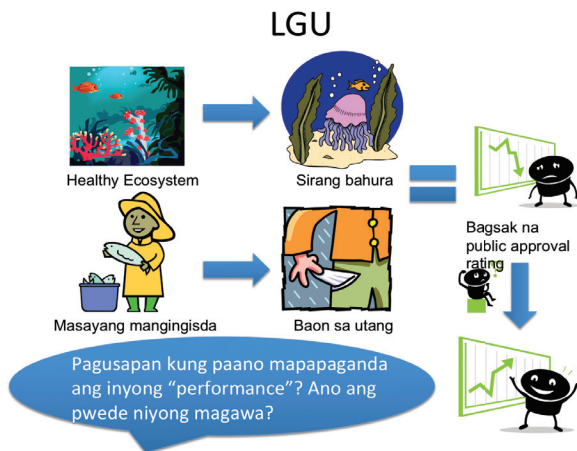 LGU
Healthy Ecosystem
Sirang bahura
Masayang mangingisda
Baon sa utang
Bagsak na
public approval
rating
Pagusapan kung paano mapapaganda
ang inyong “performance”? Ano ang
pwede niyong magawa?